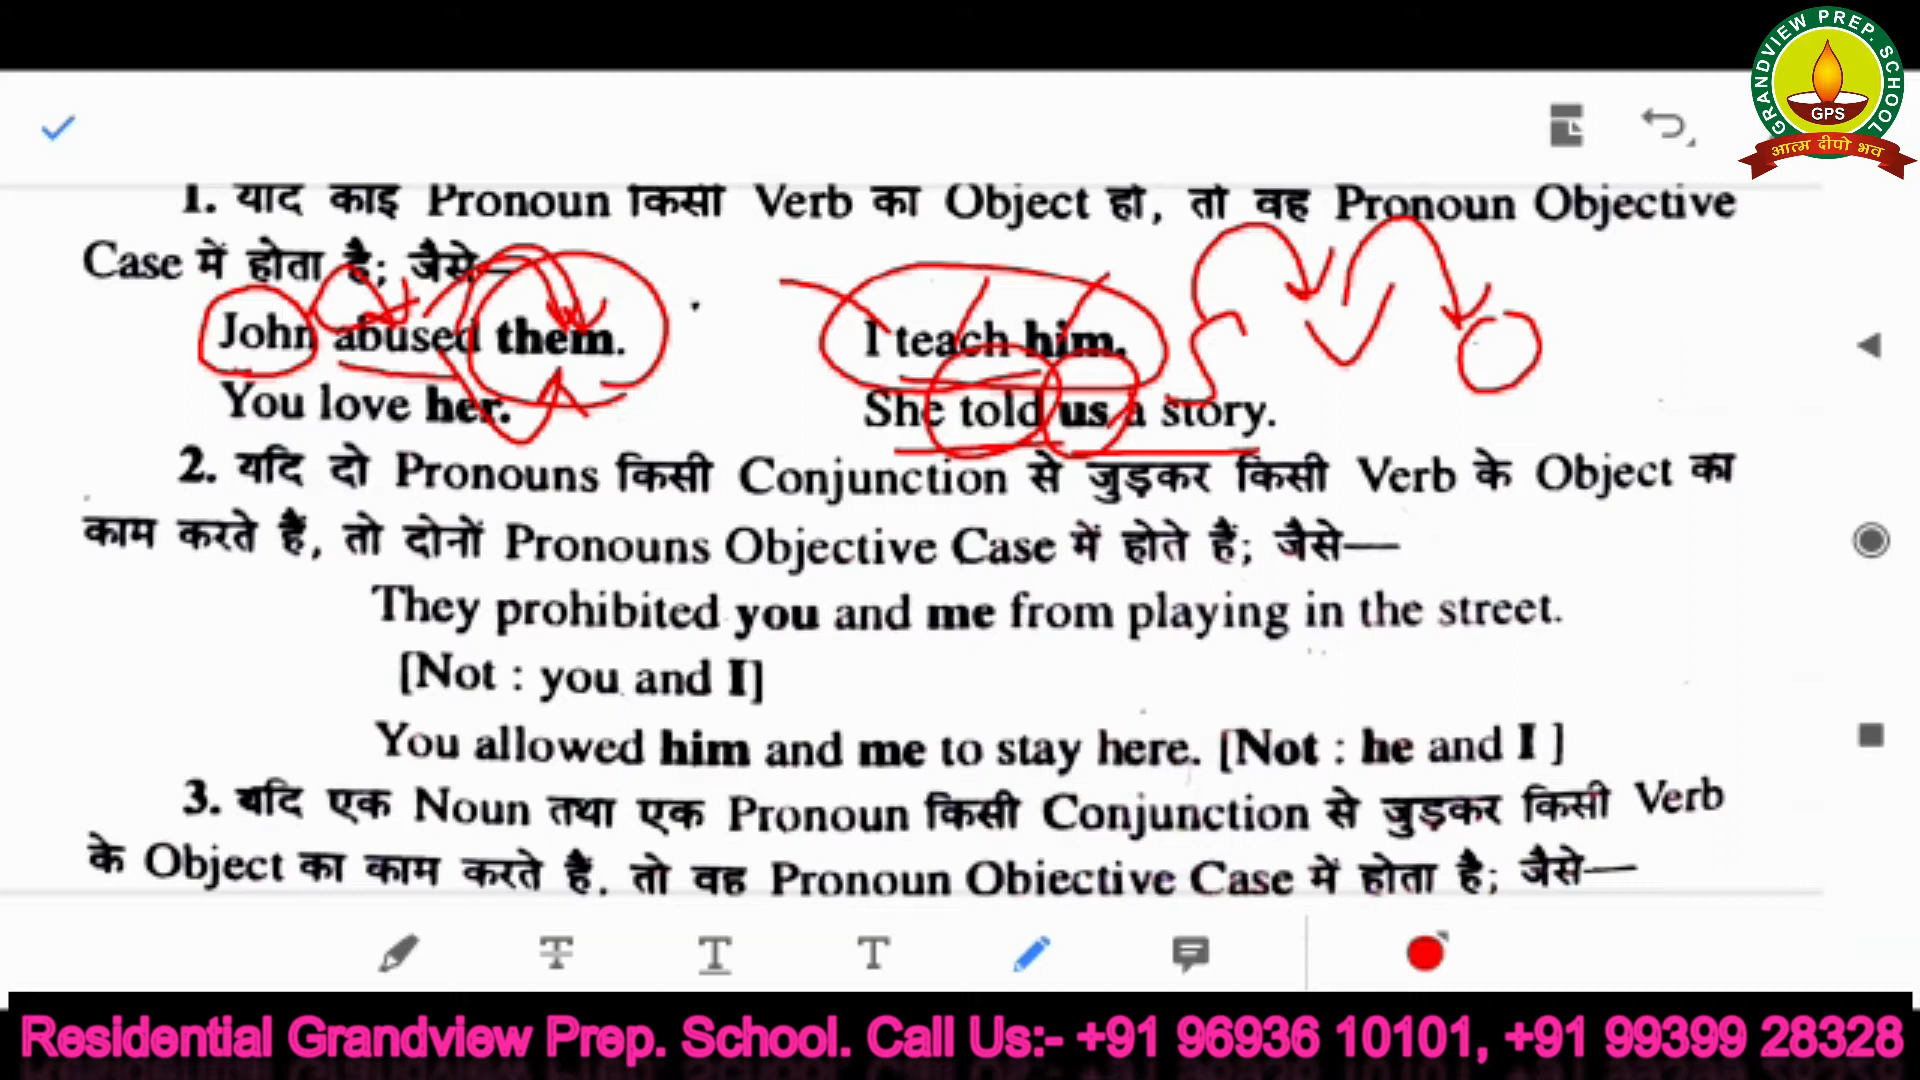 GRANDVIEW PREP. SCHOOL
GPS
आत्म दीपो भव
1. यदि कोई Pronoun किसी Verb का Object हो, तो वह Pronoun Objective
Case में होता है; जैसे—
John abused them. I teach him.
You love her. She told us a story.
2. यदि दो Pronouns किसी Conjunction से जुड़कर किसी Verb के Object का
काम करते हैं, तो दोनों Pronouns Objective Case में होते हैं; जैसे—
They prohibited you and me from playing in the street.
[Not : you and I]
You allowed him and me to stay here. [Not : he and I ]
3. यदि एक Noun तथा एक Pronoun किसी Conjunction से जुड़कर किसी Verb
के Object का काम करते हैं, तो वह Pronoun Objective Case में होता है; जैसे—
Residential Grandview Prep. School. Call Us:- +91 96936 10101, +91 99399 28328